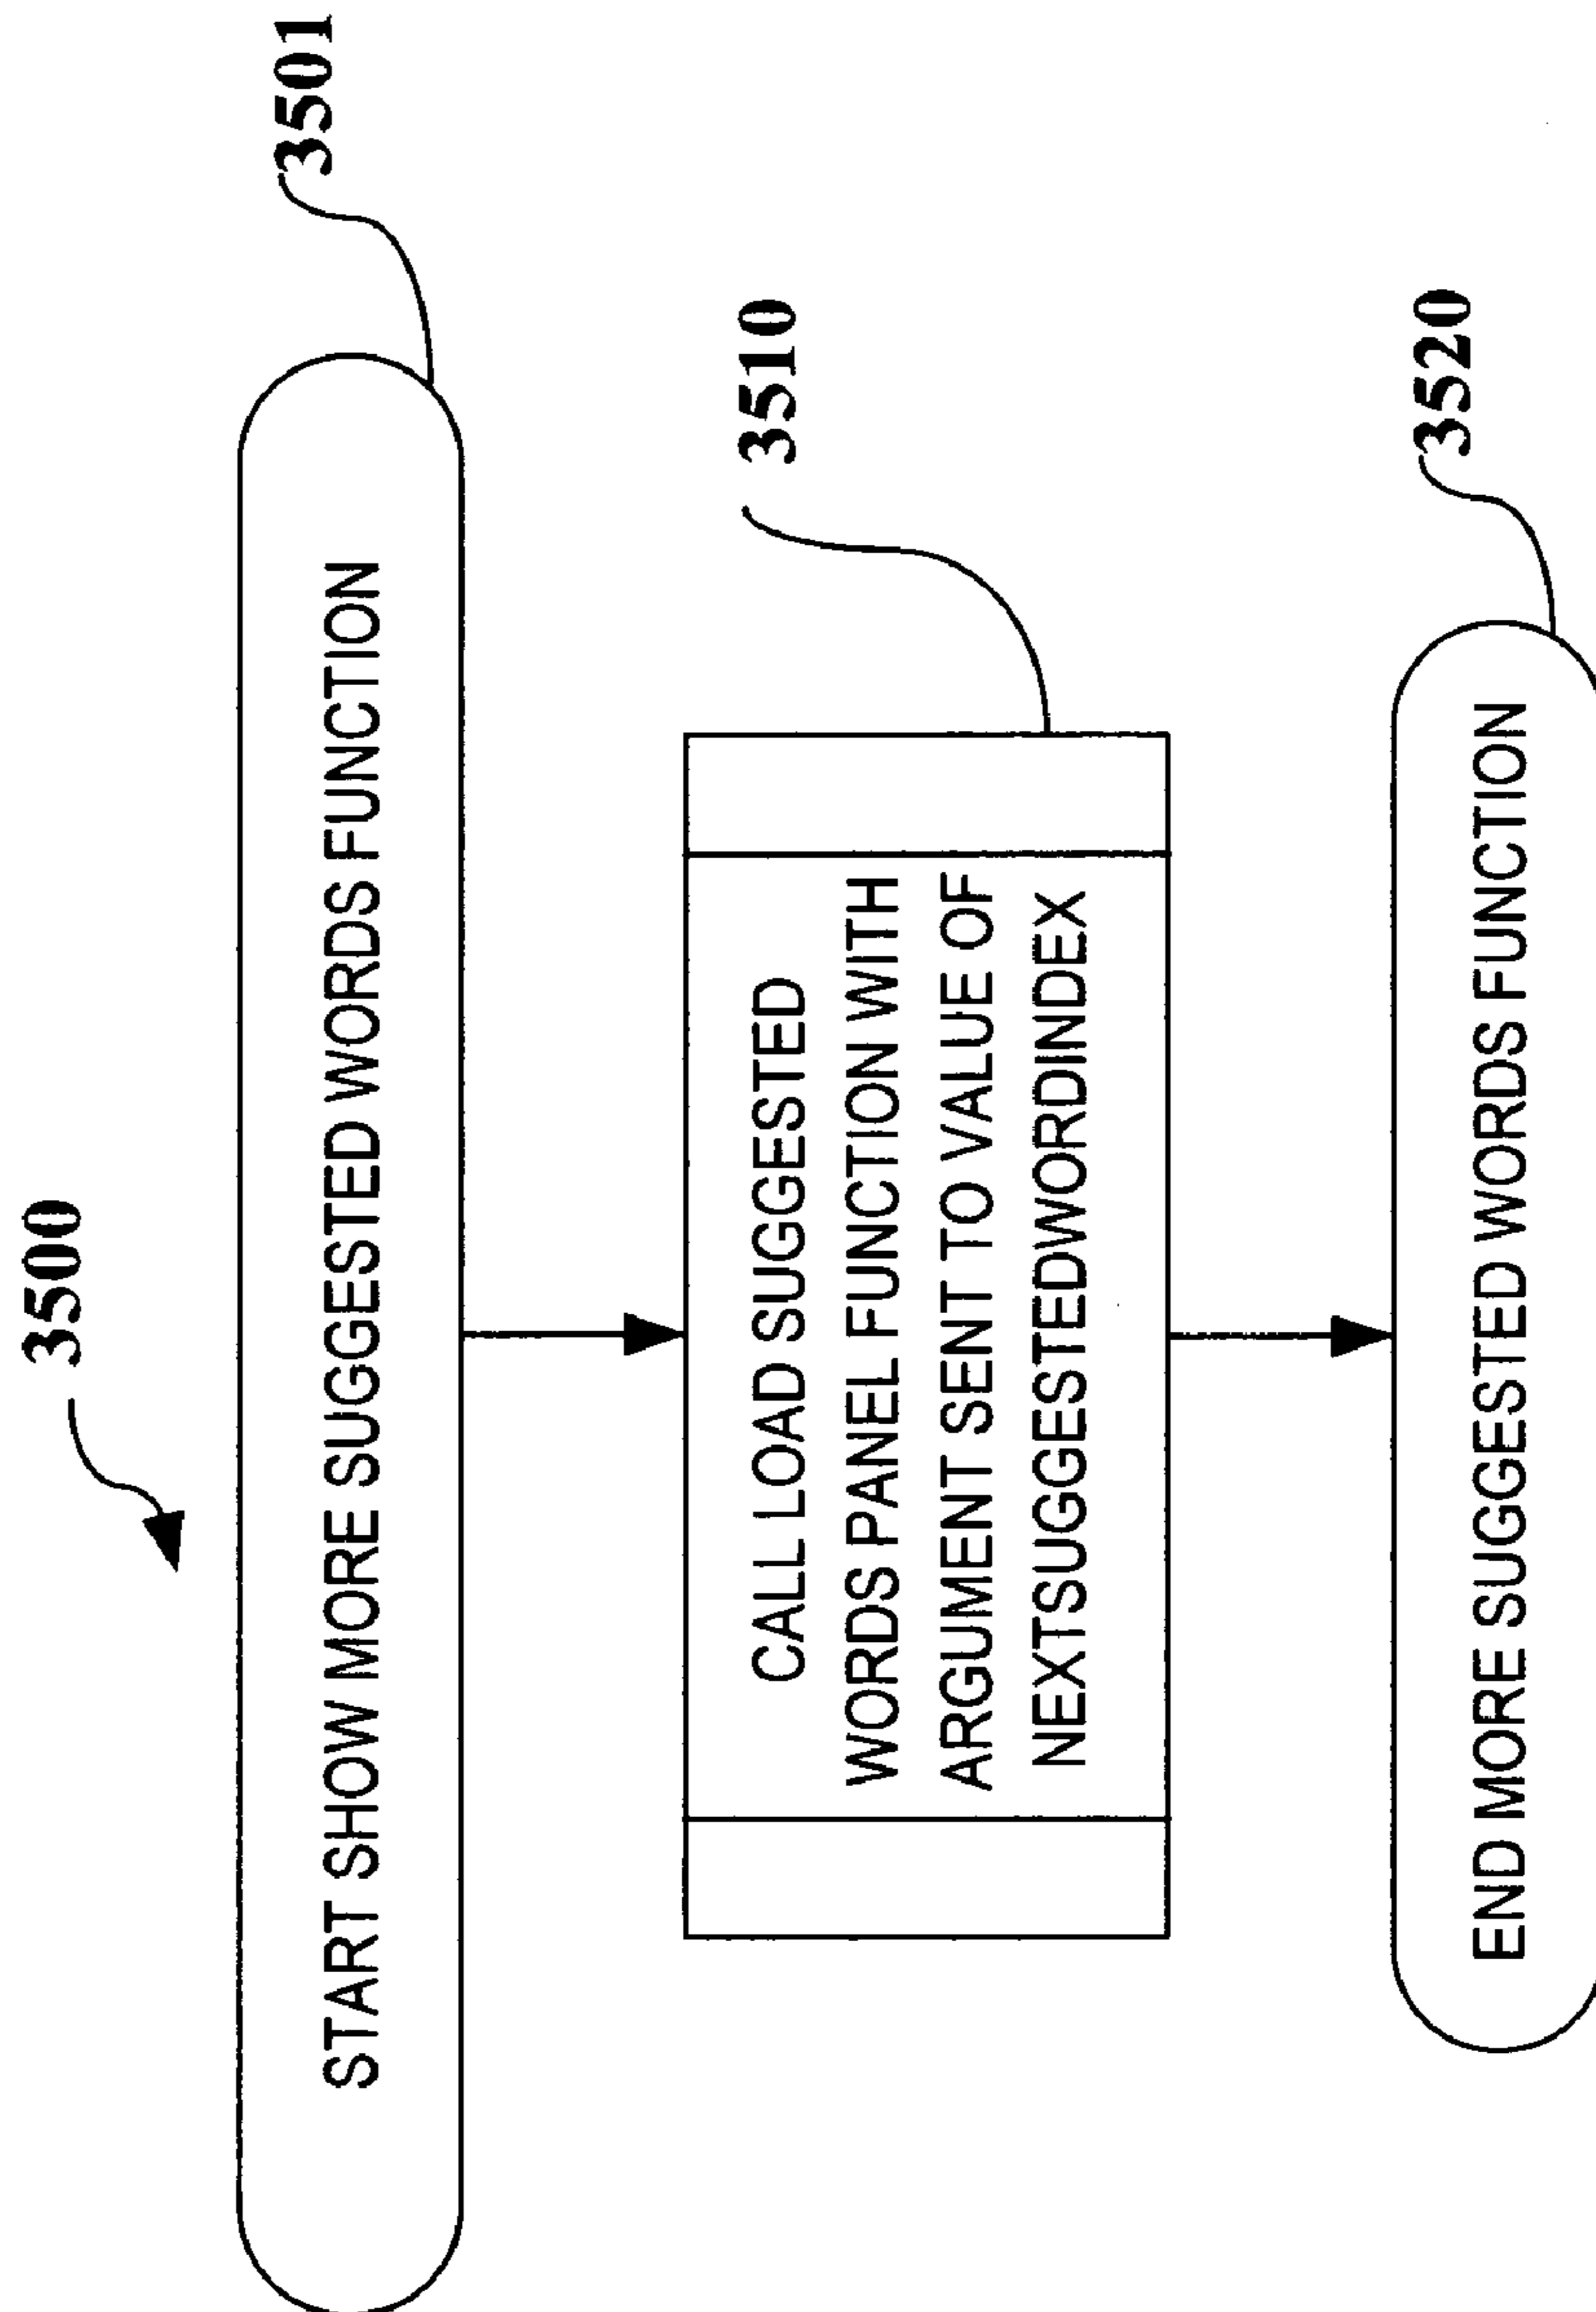 3500
START SHOW MORE SUGGESTED WORDS FUNCTION
3501
CALL LOAD SUGGESTED
WORDS PANEL FUNCTION WITH
ARGUMENT SENT TO VALUE OF
NEXTSUGGESTEDWORDINDEX
3510
END MORE SUGGESTED WORDS FUNCTION
3520